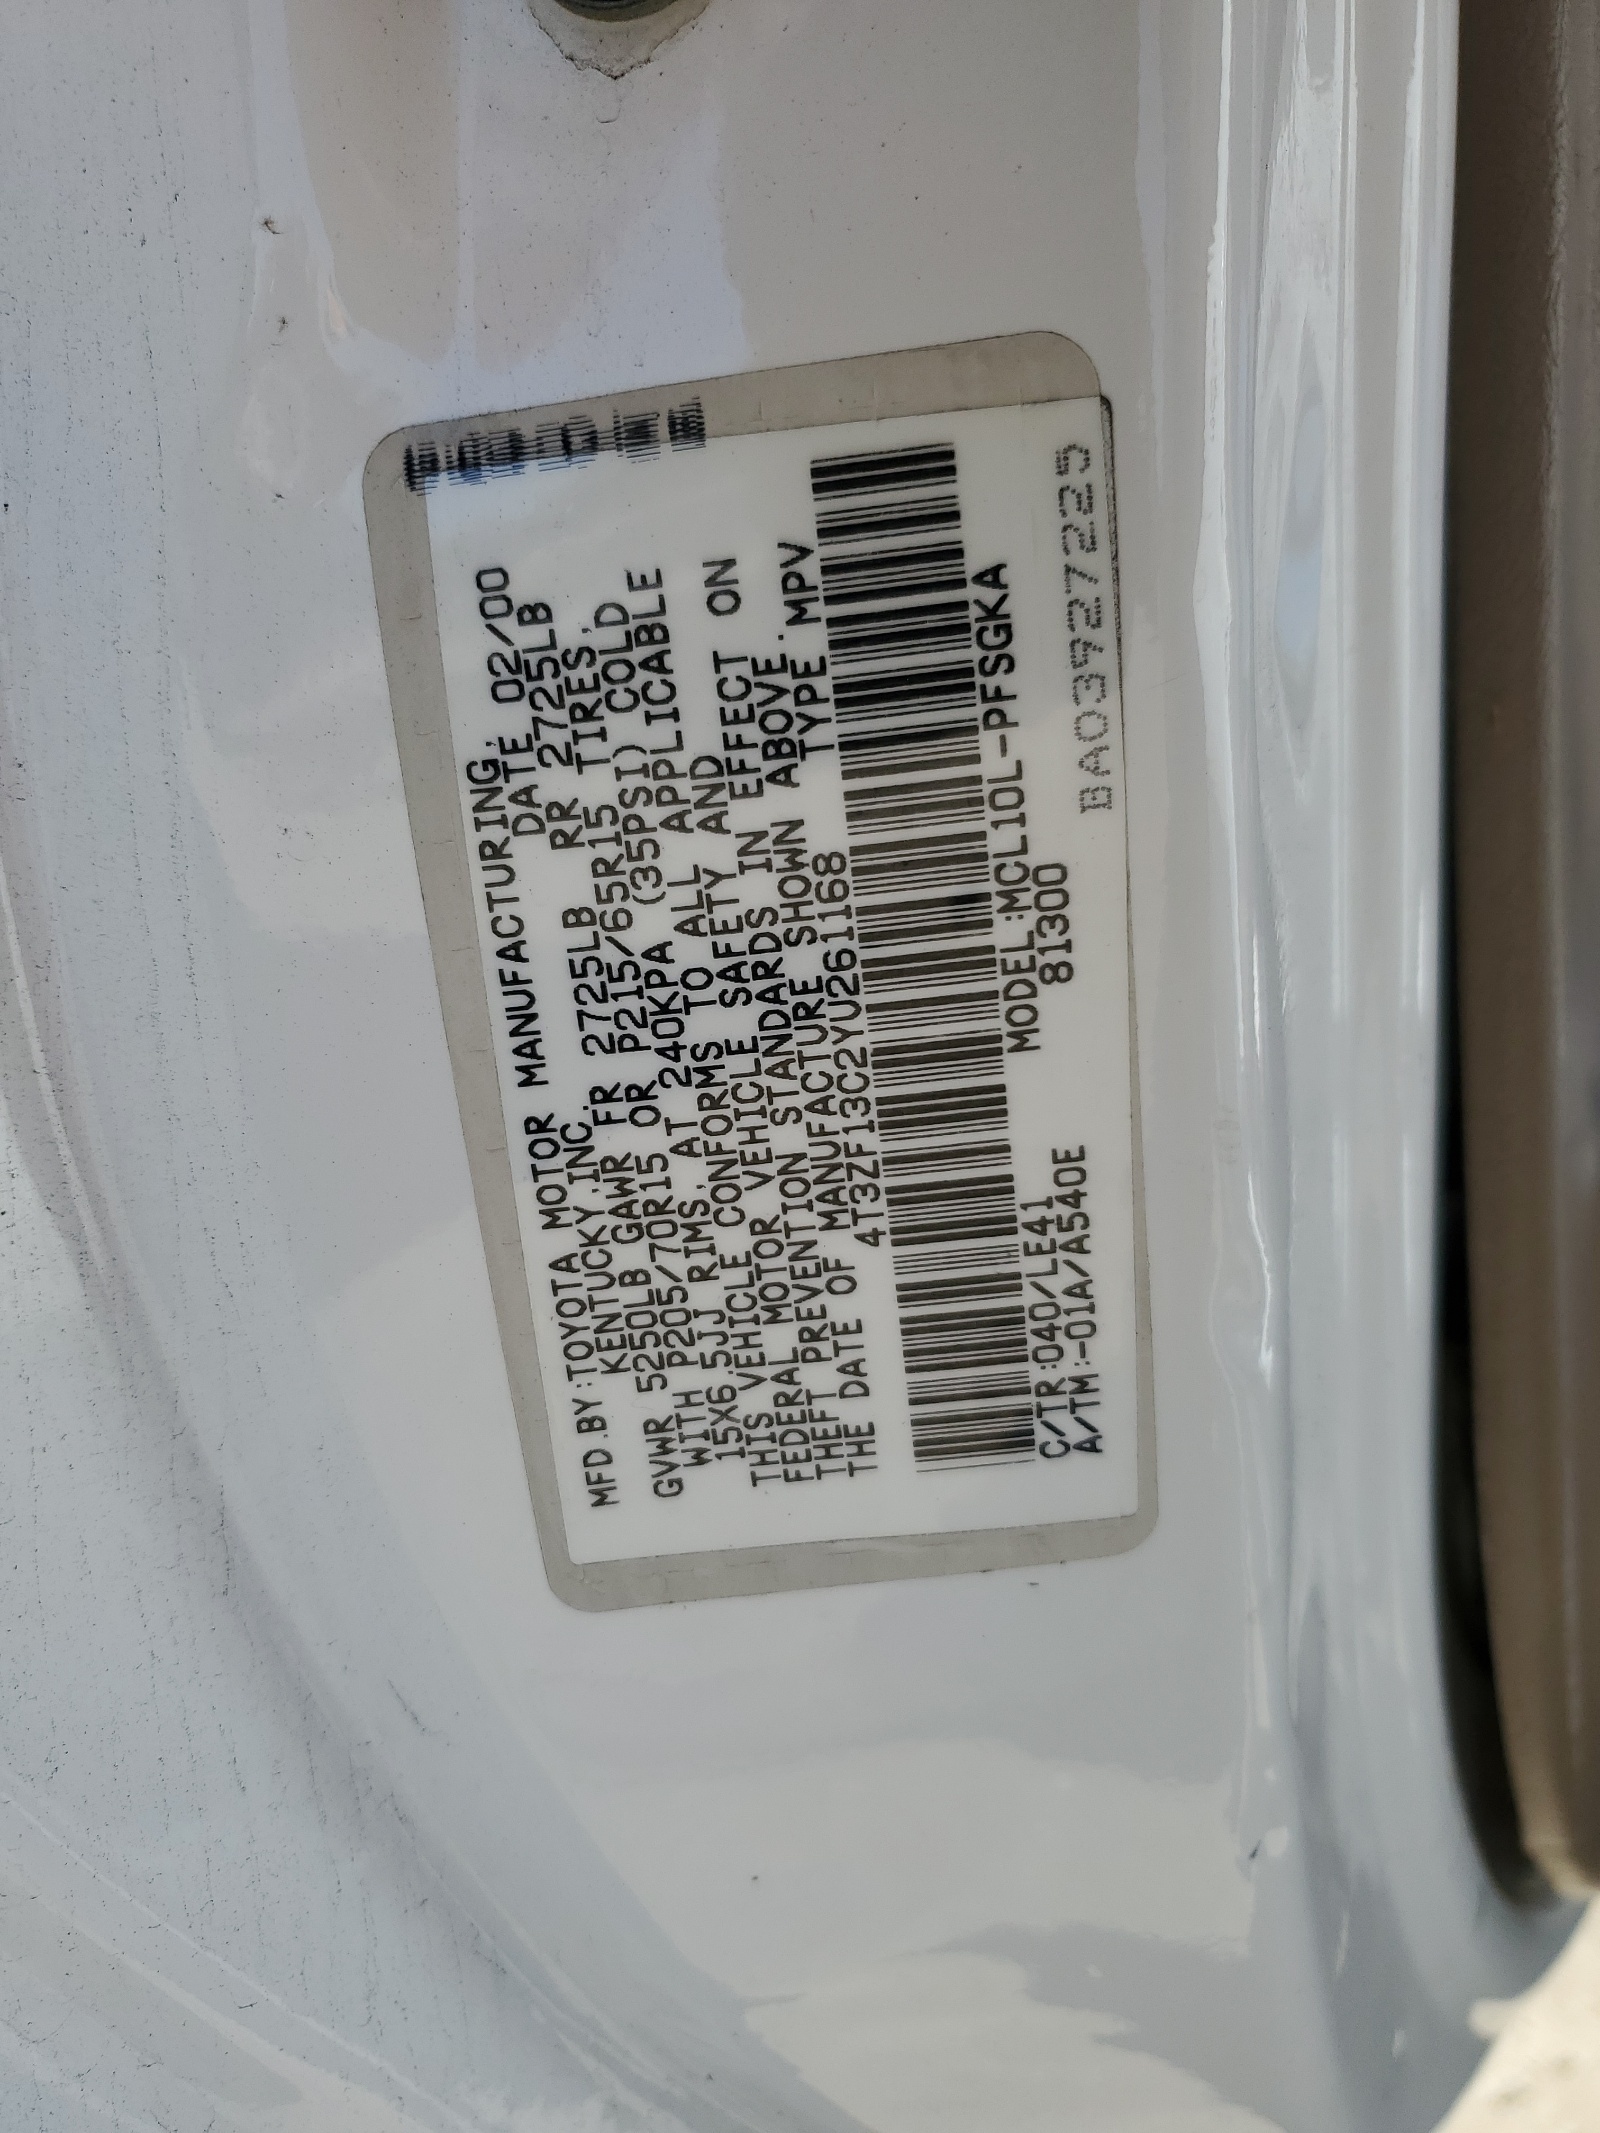 MFD.BY:TOYOTA MOTOR MANUFACTURING,
KENTUCKY,INC. DATE 02/00
GVWR 5250LB GAWR FR 2725LB RR 2725LB
WITH P205/70R15 OR P215/65R15 TIRES,
15X6.5JJ RIMS, AT 240KPA (35PSI) COLD
THIS VEHICLE CONFORMS TO ALL APPLICABLE
FEDERAL MOTOR VEHICLE SAFETY AND
THEFT PREVENTION STANDARDS IN EFFECT ON
THE DATE OF MANUFACTURE SHOWN ABOVE.
4T3ZF13C2YU261168 TYPE MPV
C/TR:040/LE41 MODEL:MCL10L-PFSGKA
A/TM:-01A/A540E 81300
BA03927225